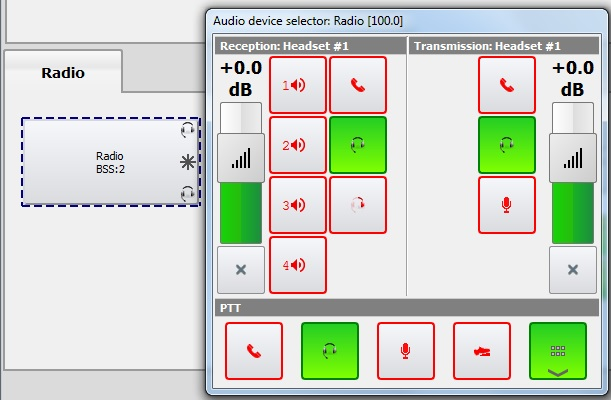 Audio device selector: Radio [100.0]
Reception: Headset #1
Transmission: Headset #1
Radio
+0.0
dB
+0.0
dB
1
2
3
4
Radio
BSS:2
PTT